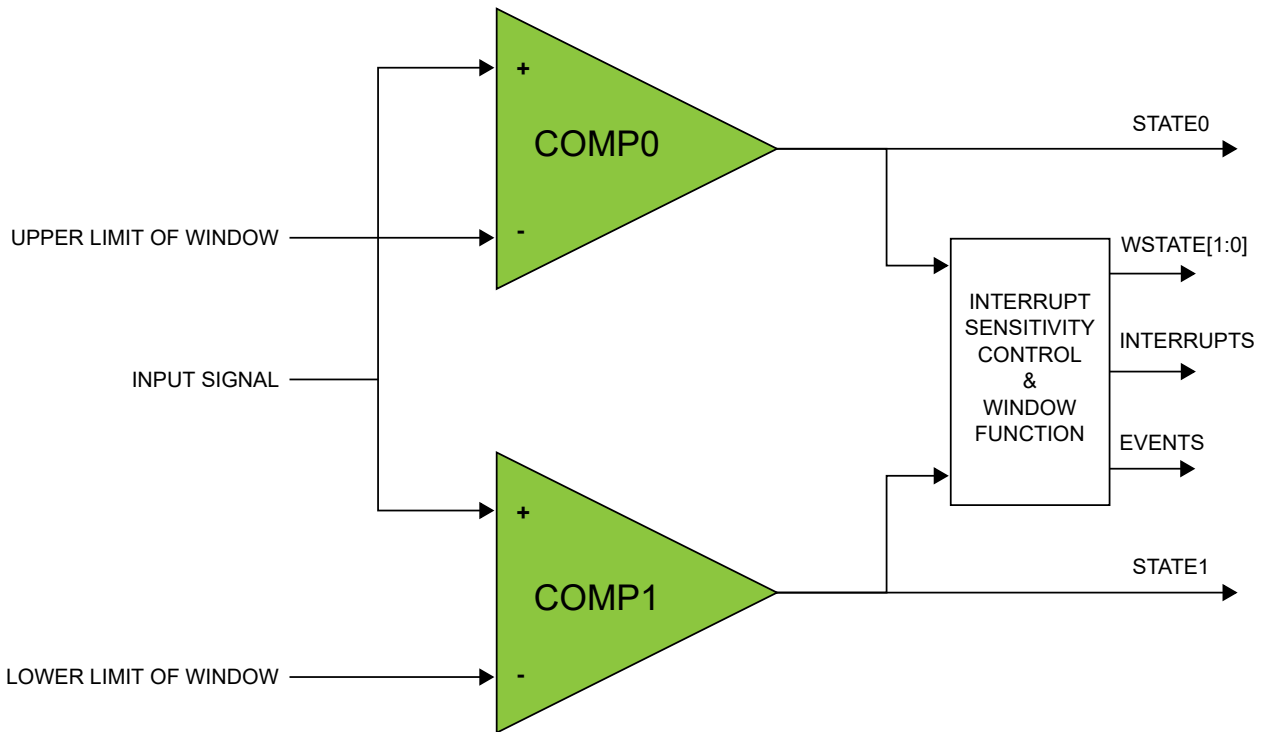 +
COMP0
-
STATE0
UPPER LIMIT OF WINDOW
WSTATE[1:0]
INTERRUPT
SENSITIVITY
CONTROL
&
WINDOW
FUNCTION
INTERRUPTS
INPUT SIGNAL
EVENTS
+
COMP1
-
STATE1
LOWER LIMIT OF WINDOW